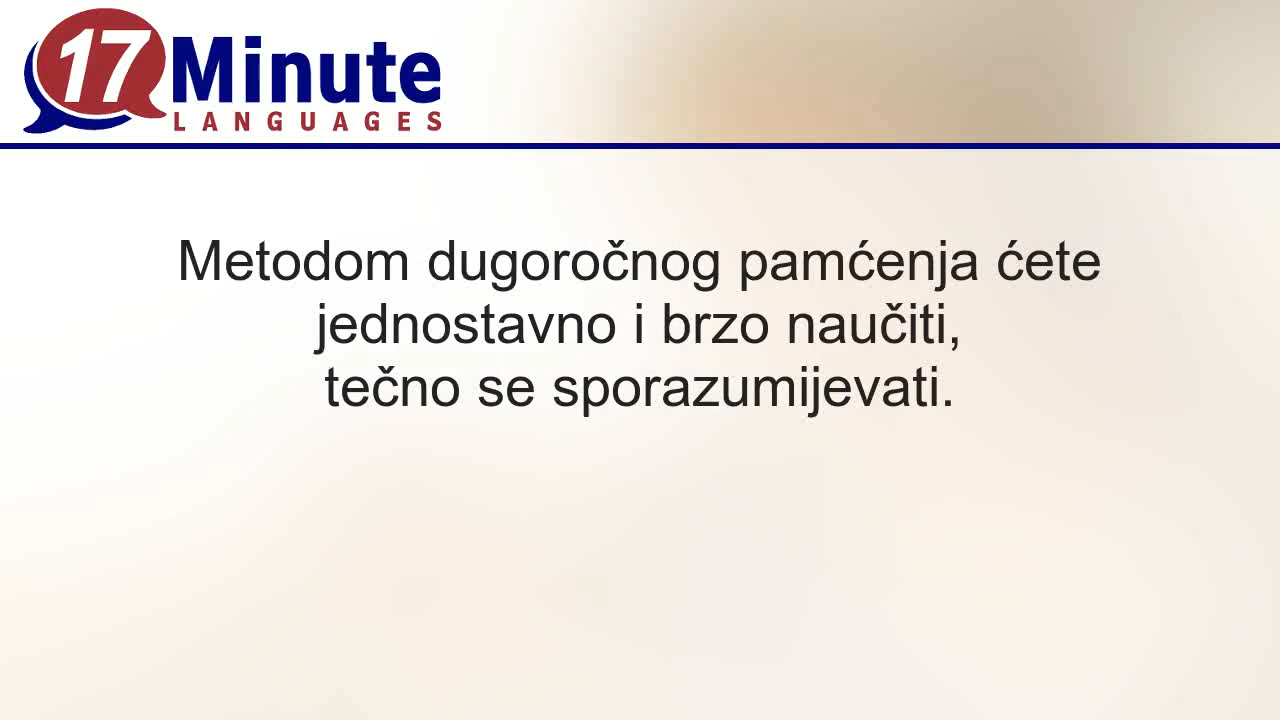 17 Minute
LANGUAGES
Metodom dugoročnog pamćenja ćete
jednostavno i brzo naučiti,
tečno se sporazumijevati.